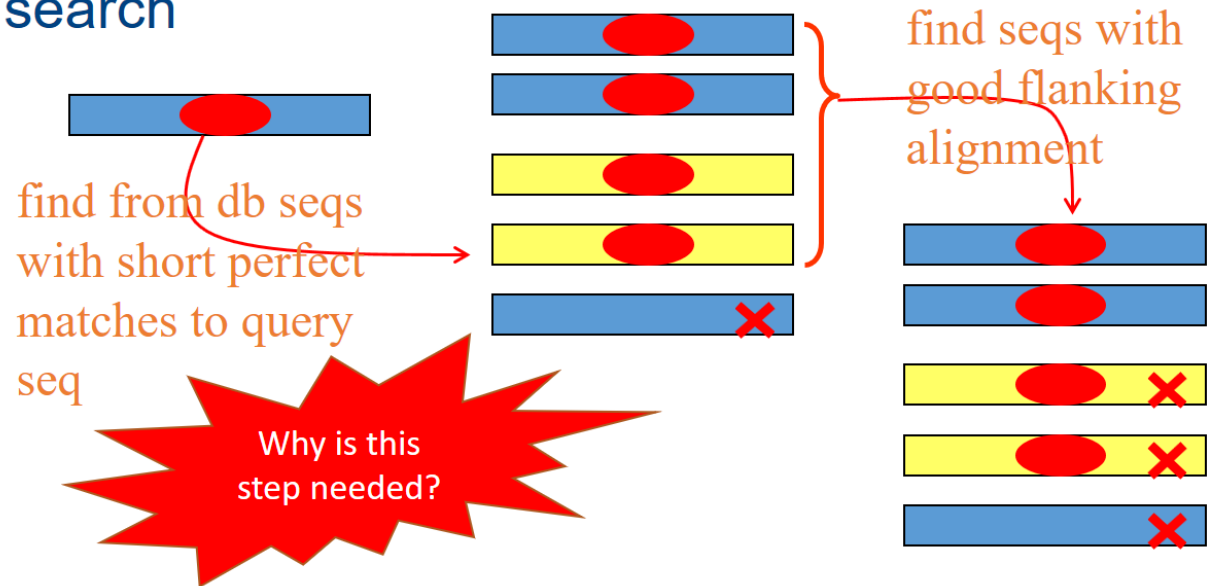 search
find from db seqs
with short perfect
matches to query
seq
Why is this
step needed?
find seqs with
good flanking
alignment